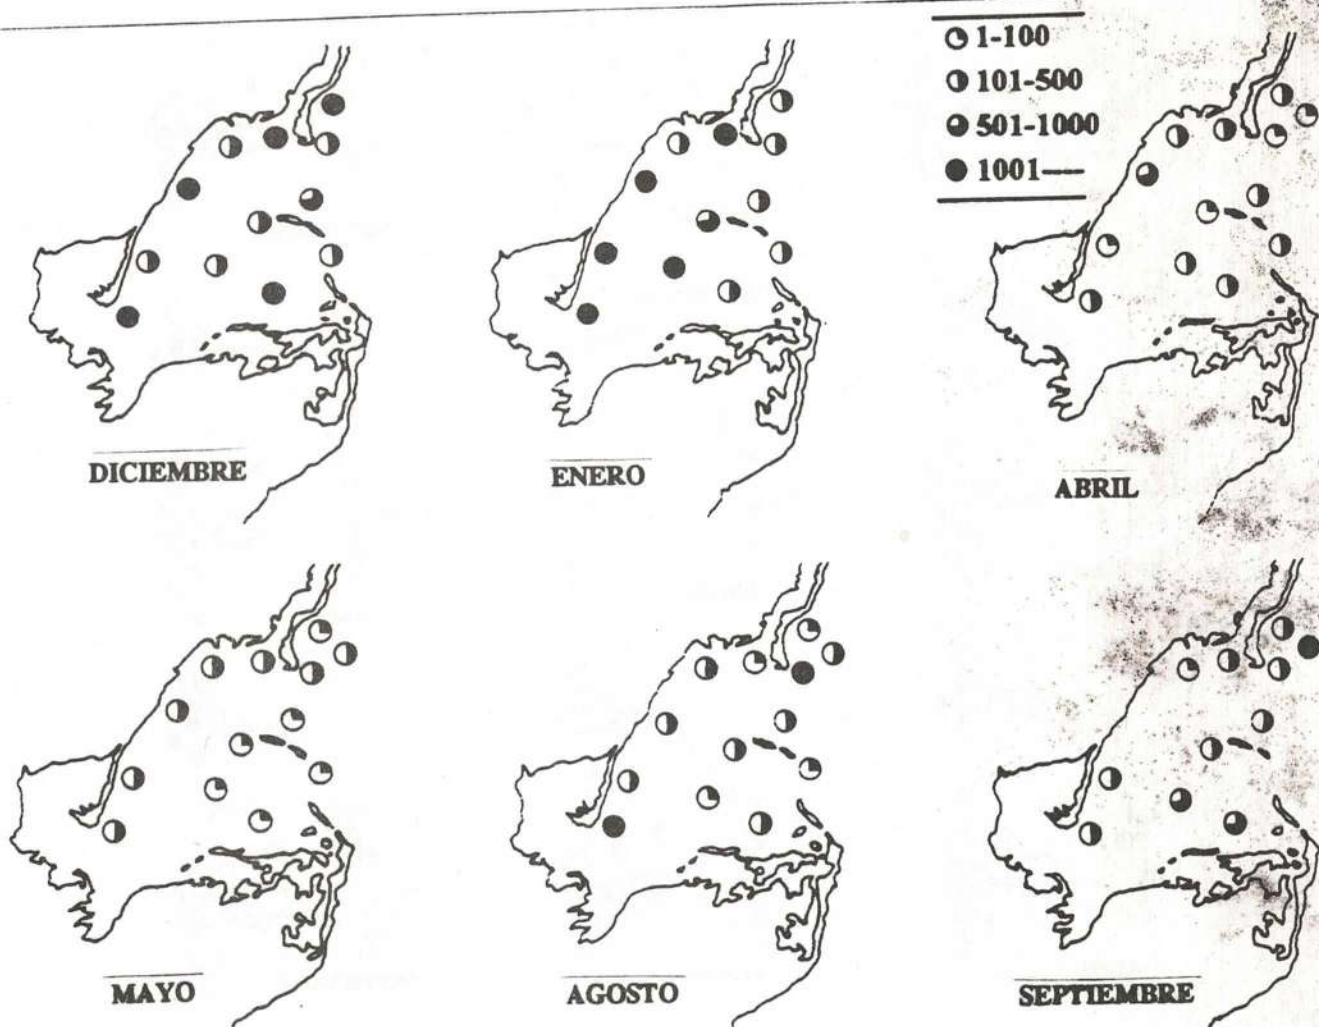 1-100
101-500
501-1000
1001----
DICIEMBRE
ENERO
ABRIL
MAYO
AGOSTO
SEPTIEMBRE